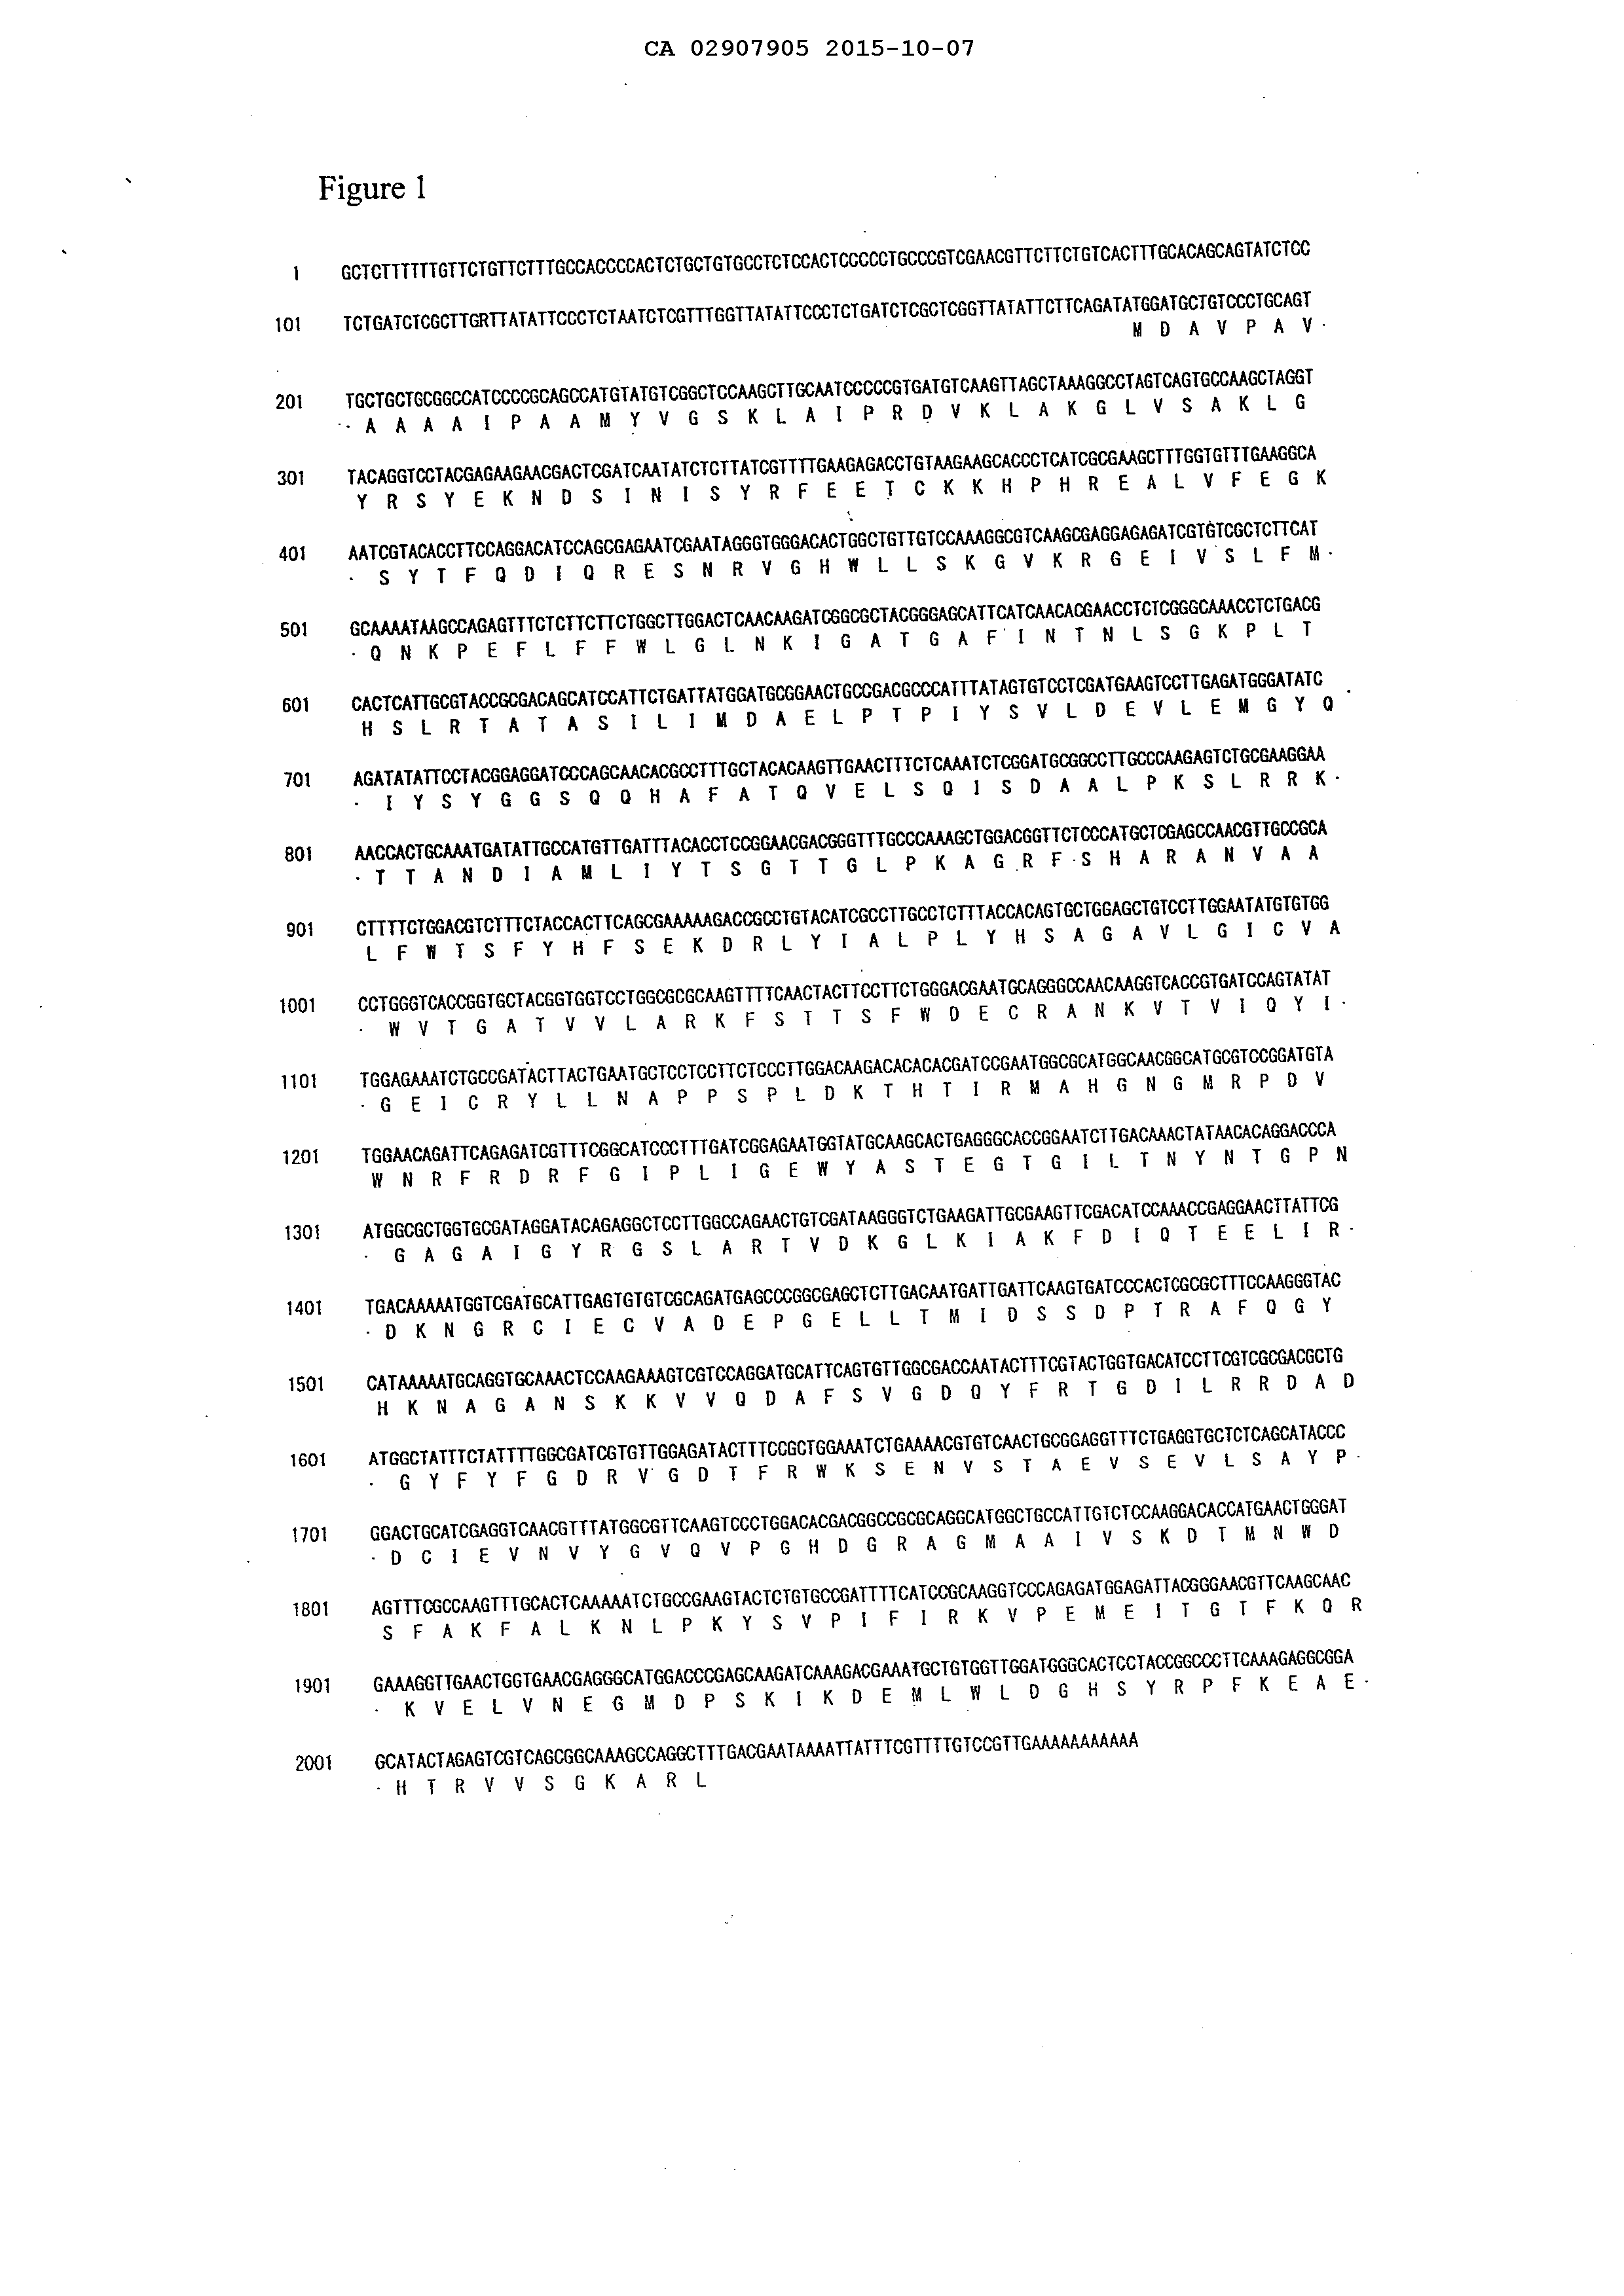 CA 02907905 2015-10-07
Figure 1
1 GCTCTTTTTTGTTCTGTTCTTTGCCACCCCACTCTGCTGTGCCTCTCCACTCCCCCTGCCCGTCGAACGTTCTTCTGTCACTTTGCACAGCAGTATCTCC
101 TCTGATCTCGCTTGRTTATATTCCCTCTAATCTCGTTTGGTTATATTCCCTCTGATCTCGCTCGGTTATATTCTTCAGATATGGATGCTGTCCCTGCAGT
M D A V P A V ·
201 TGCTGCTGCGGCCATCCCCGCAGCCATGTATGTCGGCTCCAAGCTTGCAATCCCCCGTGATGTCAAGTTAGCTAAAGGCCTAGTCAGTGCCAAGCTAGGT
· A A A A I P A A M Y V G S K L A I P R D V K L A K G L V S A K L G
301 TACAGGTCCTACGAGAAGAACGACTCGATCAATATCTCTTATCGTTTTGAAGAGACCTGTAAGAAGCACCCTCATCGCGAAGCTTTGGTGTTTGAAGGCA
Y R S Y E K N D S I N I S Y R F E E T C K K H P H R E A L V F E G K
401 AATCGTACACCTTCCAGGACATCCAGCGAGAATCGAATAGGGTGGGACACTGGCTGTTGTCCAAAGGCGTCAAGCGAGGAGAGATCGTGTCGCTCTTCAT
· S Y T F Q D I Q R E S N R V G H W L L S K G V K R G E I V S L F M ·
501 GCAAAATAAGCCAGAGTTTCTCTTCTTCTGGCTTGGACTCAACAAGATCGGCGCTACGGGAGCATTCATCAACACGAACCTCTCGGGCAAACCTCTGACG
· Q N K P E F L F F W L G L N K I G A T G A F I N T N L S G K P L T
601 CACTCATTGCGTACCGCGACAGCATCCATTCTGATTATGGATGCGGAACTGCCGACGCCCATTTATAGTGTCCTCGATGAAGTCCTTGAGATGGGATATC
H S L R T A T A S I L I M D A E L P T P I Y S V L D E V L E M G Y Q
701 AGATATATTCCTACGGAGGATCCCAGCAACACGCCTTTGCTACACAAGTTGAACTTTCTCAAATCTCGGATGCGGCCTTGCCCAAGAGTCTGCGAAGGAA
· I Y S Y G G S Q Q H A F A T Q V E L S Q I S D A A L P K S L R R K ·
801 AACCACTGCAAATGATATTGCCATGTTGATTTACACCTCCGGAACGACGGGTTTGCCCAAAGCTGGACGGTTCTCCCATGCTCGAGCCAACGTTGCCGCA
· T T A N D I A M L I Y T S G T T G L P K A G R F S H A R A N V A A
901 CTTTTCTGGACGTCTTTCTACCACTTCAGCGAAAAAGACCGCCTGTACATCGCCTTGCCTCTTTACCACAGTGCTGGAGCTGTCCTTGGAATATGTGTGG
L F W T S F Y H F S E K D R L Y I A L P L Y H S A G A V L G I C V A
1001 CCTGGGTCACCGGTGCTACGGTGGTCCTGGCGCGCAAGTTTTCAACTACTTCCTTCTGGGACGAATGCAGGGCCAACAAGGTCACCGTGATCCAGTATAT
· W V T G A T V V L A R K F S T T S F W D E C R A N K V T V I Q Y I ·
1101 TGGAGAAATCTGCCGATACTTACTGAATGCTCCTCCTTCTCCCTTGGACAAGACACACACGATCCGAATGGCGCATGGCAACGGCATGCGTCCGGATGTA
· G E I C R Y L L N A P P S P L D K T H T I R M A H G N G M R P D V
1201 TGGAACAGATTCAGAGATCGTTTCGGCATCCCTTTGATCGGAGAATGGTATGCAAGCACTGAGGGCACCGGAATCTTGACAAACTATAACACAGGACCCA
W N R F R D R F G I P L I G E W Y A S T E G T G I L T N Y N T G P N
1301 ATGGCGCTGGTGCGATAGGATACAGAGGCTCCTTGGCCAGAACTGTCGATAAGGGTCTGAAGATTGCGAAGTTCGACATCCAAACCGAGGAACTTATTCG
· G A G A I G Y R G S L A R T V D K G L K I A K F D I Q T E E L I R ·
1401 TGACAAAAATGGTCGATGCATTGAGTGTGTCGCAGATGAGCCCGGCGAGCTCTTGACAATGATTGATTCAAGTGATCCCACTCGCGCTTTCCAAGGGTAC
· D K N G R C I E C V A D E P G E L L T M I D S S D P T R A F Q G Y
1501 CATAAAAATGCAGGTGCAAACTCCAAGAAAGTCGTCCAGGATGCATTCAGTGTTGGCGACCAATACTTTCGTACTGGTGACATCCTTCGTCGCGACGCTG
H K N A G A N S K K V V Q D A F S V G D Q Y F R T G D I L R R D A D
1601 ATGGCTATTTCTATTTTGGCGATCGTGTTGGAGATACTTTCCGCTGGAAATCTGAAAACGTGTCAACTGCGGAGGTTTCTGAGGTGCTCTCAGCATACCC
· G Y F Y F G D R V G D T F R W K S E N V S T A E V S E V L S A Y P ·
1701 GGACTGCATCGAGGTCAACGTTTATGGCGTTCAAGTCCCTGGACACGACGGCCGCGCAGGCATGGCTGCCATTGTCTCCAAGGACACCATGAACTGGGAT
· D C I E V N V Y G V Q V P G H D G R A G M A A I V S K D T M N W D
1801 AGTTTCGCCAAGTTTGCACTCAAAAATCTGCCGAAGTACTCTGTGCCGATTTTCATCCGCAAGGTCCCAGAGATGGAGATTACGGGAACGTTCAAGCAAC
S F A K F A L K N L P K Y S V P I F I R K V P E M E I T G T F K Q R
1901 GAAAGGTTGAACTGGTGAACGAGGGCATGGACCCGAGCAAGATCAAAGACGAAATGCTGTGGTTGGATGGGCACTCCTACCGGCCCTTCAAAGAGGCGGA
· K V E L V N E G M D P S K I K D E M L W L D G H S Y R P F K E A E ·
2001 GCATACTAGAGTCGTCAGCGGCAAAGCCAGGCTTTGACGAATAAAATTATTTCGTTTTGTCCGTTGAAAAAAAAAAA
· H T R V V S G K A R L